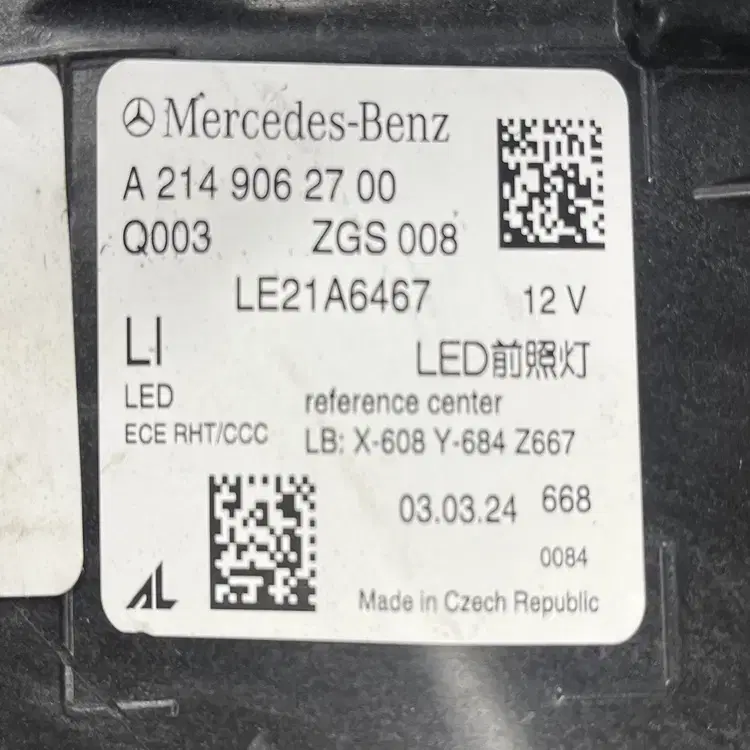 Mercedes-Benz
A 214 906 27 00
Q003 ZGS 008
LE21A6467 12 V
LI LED前照灯
LED reference center
ECE RHT/CCC LB: X-608 Y-684 Z667
03.03.24 668
0084
AL Made in Czech Republic